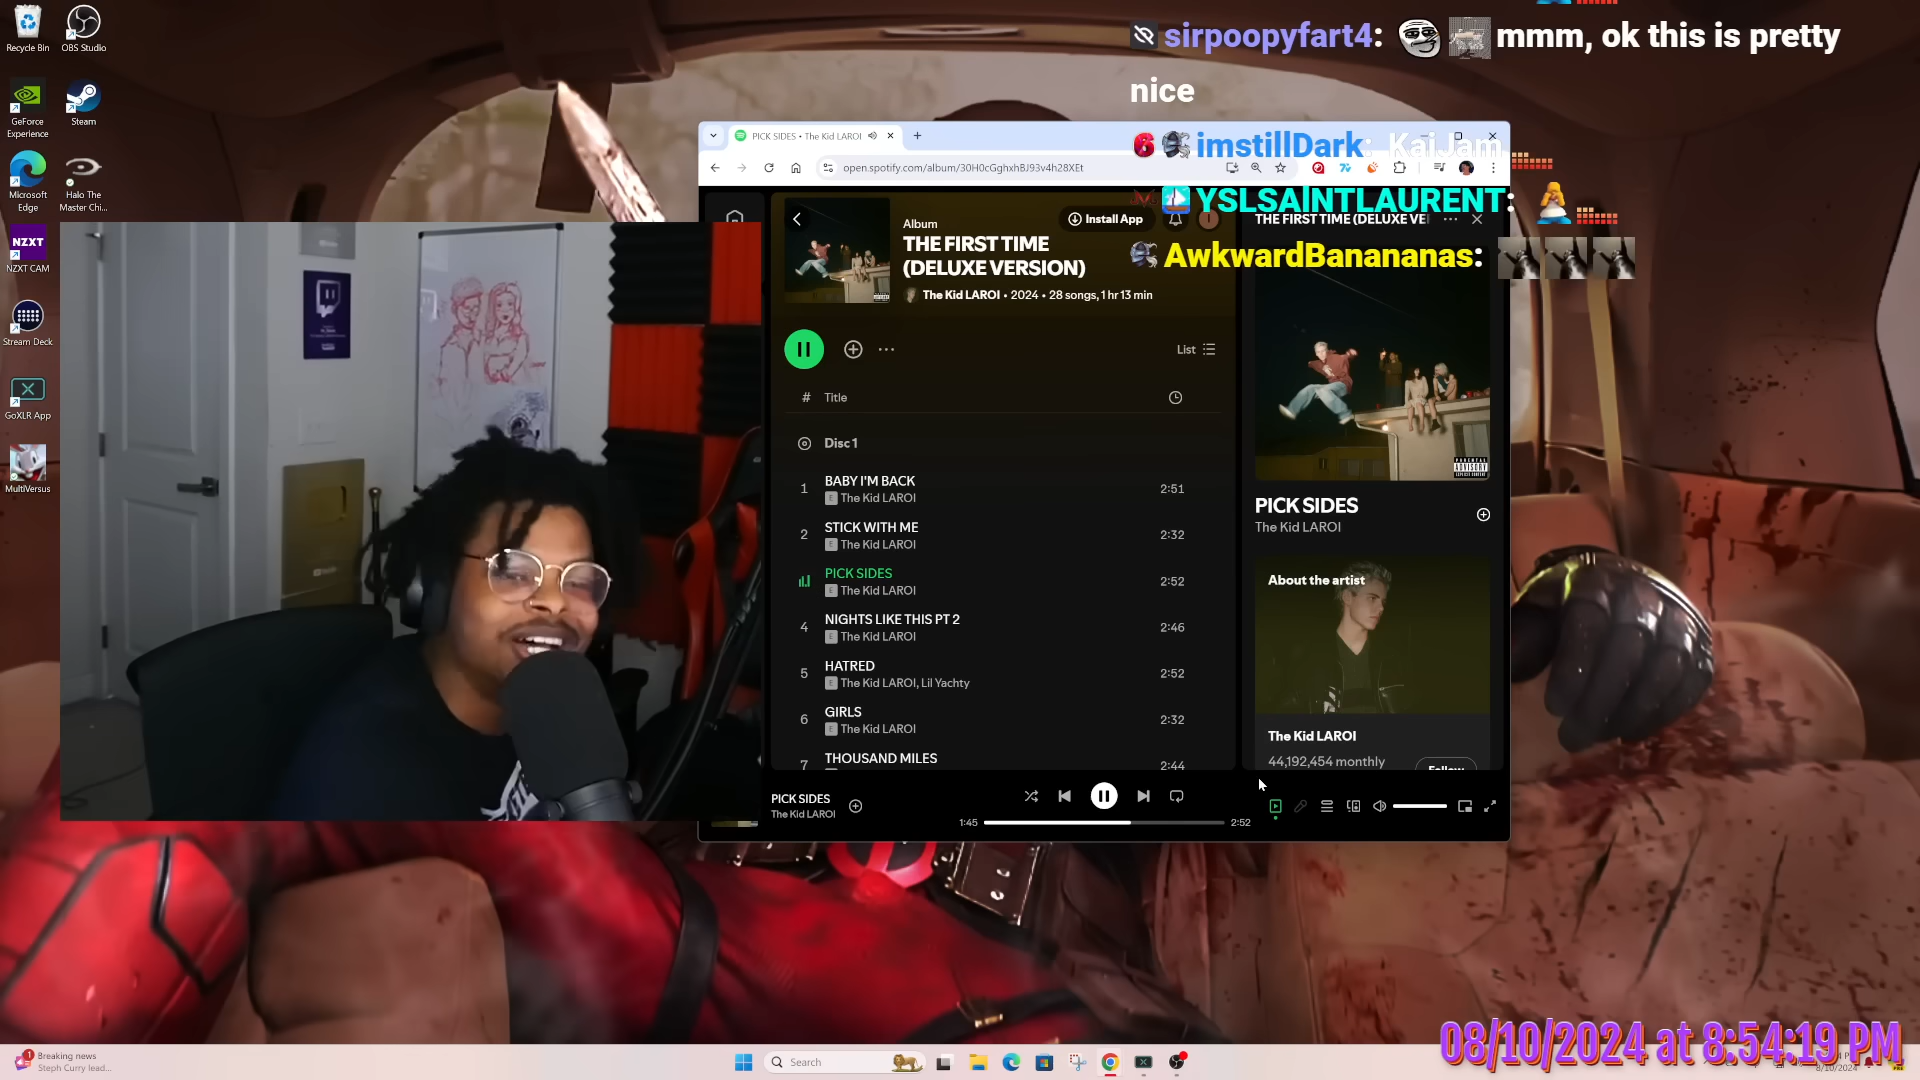 Recycle Bin
OBS Studio
GeForce
Experience
Steam
Microsoft
Edge
Halo The
Master Chi...
NZXT
NZXT CAM
Stream Deck
GoXLR App
MultiVersus
sirpoopyfart4: mmm, ok this is pretty
nice
imstillDark: KaiJam
YSLSAINTLAURENT:
AwkwardBanananas:
PICK SIDES • The Kid LAROI
open.spotify.com/album/30H0cGghxhBJ93v4h28XEt
Album
Install App
THE FIRST TIME
(DELUXE VERSION)
The Kid LAROI • 2024 • 28 songs, 1 hr 13 min
List
# Title
Disc 1
1 BABY I'M BACK 2:51
E The Kid LAROI
2 STICK WITH ME 2:32
E The Kid LAROI
PICK SIDES 2:52
E The Kid LAROI
4 NIGHTS LIKE THIS PT 2 2:46
E The Kid LAROI
5 HATRED 2:52
E The Kid LAROI, Lil Yachty
6 GIRLS 2:32
E The Kid LAROI
7 THOUSAND MILES 2:44
THE FIRST TIME (DELUXE VE
PICK SIDES
The Kid LAROI
About the artist
The Kid LAROI
44,192,454 monthly
Follow
PICK SIDES
The Kid LAROI
1:45
2:52
Breaking news
Steph Curry lead...
Search
08/10/2024 at 8:54:19 PM
8/10/2024